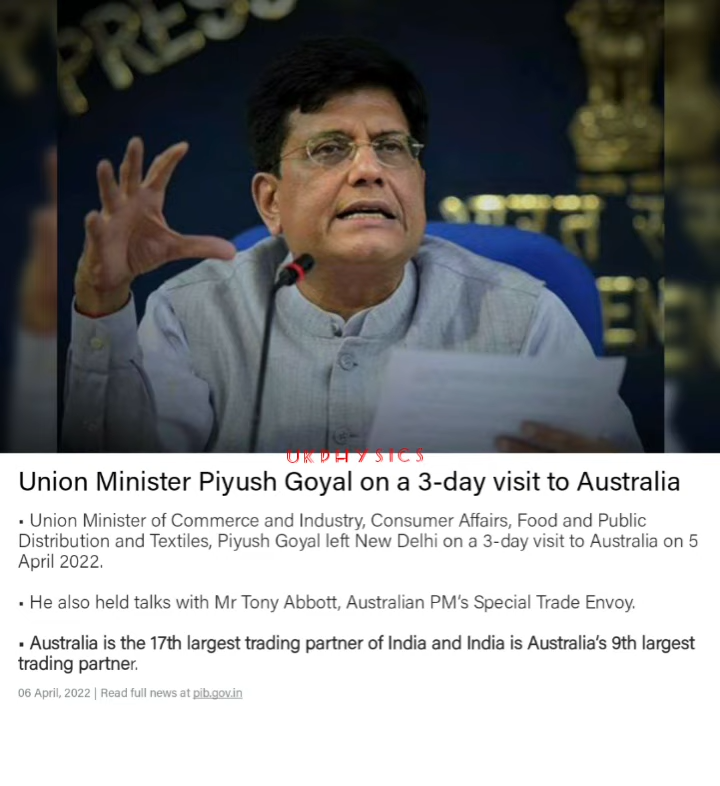 PRESS
UKPHYSICS
Union Minister Piyush Goyal on a 3-day visit to Australia
• Union Minister of Commerce and Industry, Consumer Affairs, Food and Public
Distribution and Textiles, Piyush Goyal left New Delhi on a 3-day visit to Australia on 5
April 2022.
• He also held talks with Mr Tony Abbott, Australian PM's Special Trade Envoy.
• Australia is the 17th largest trading partner of India and India is Australia's 9th largest
trading partner.
06 April, 2022 | Read full news at pib.gov.in